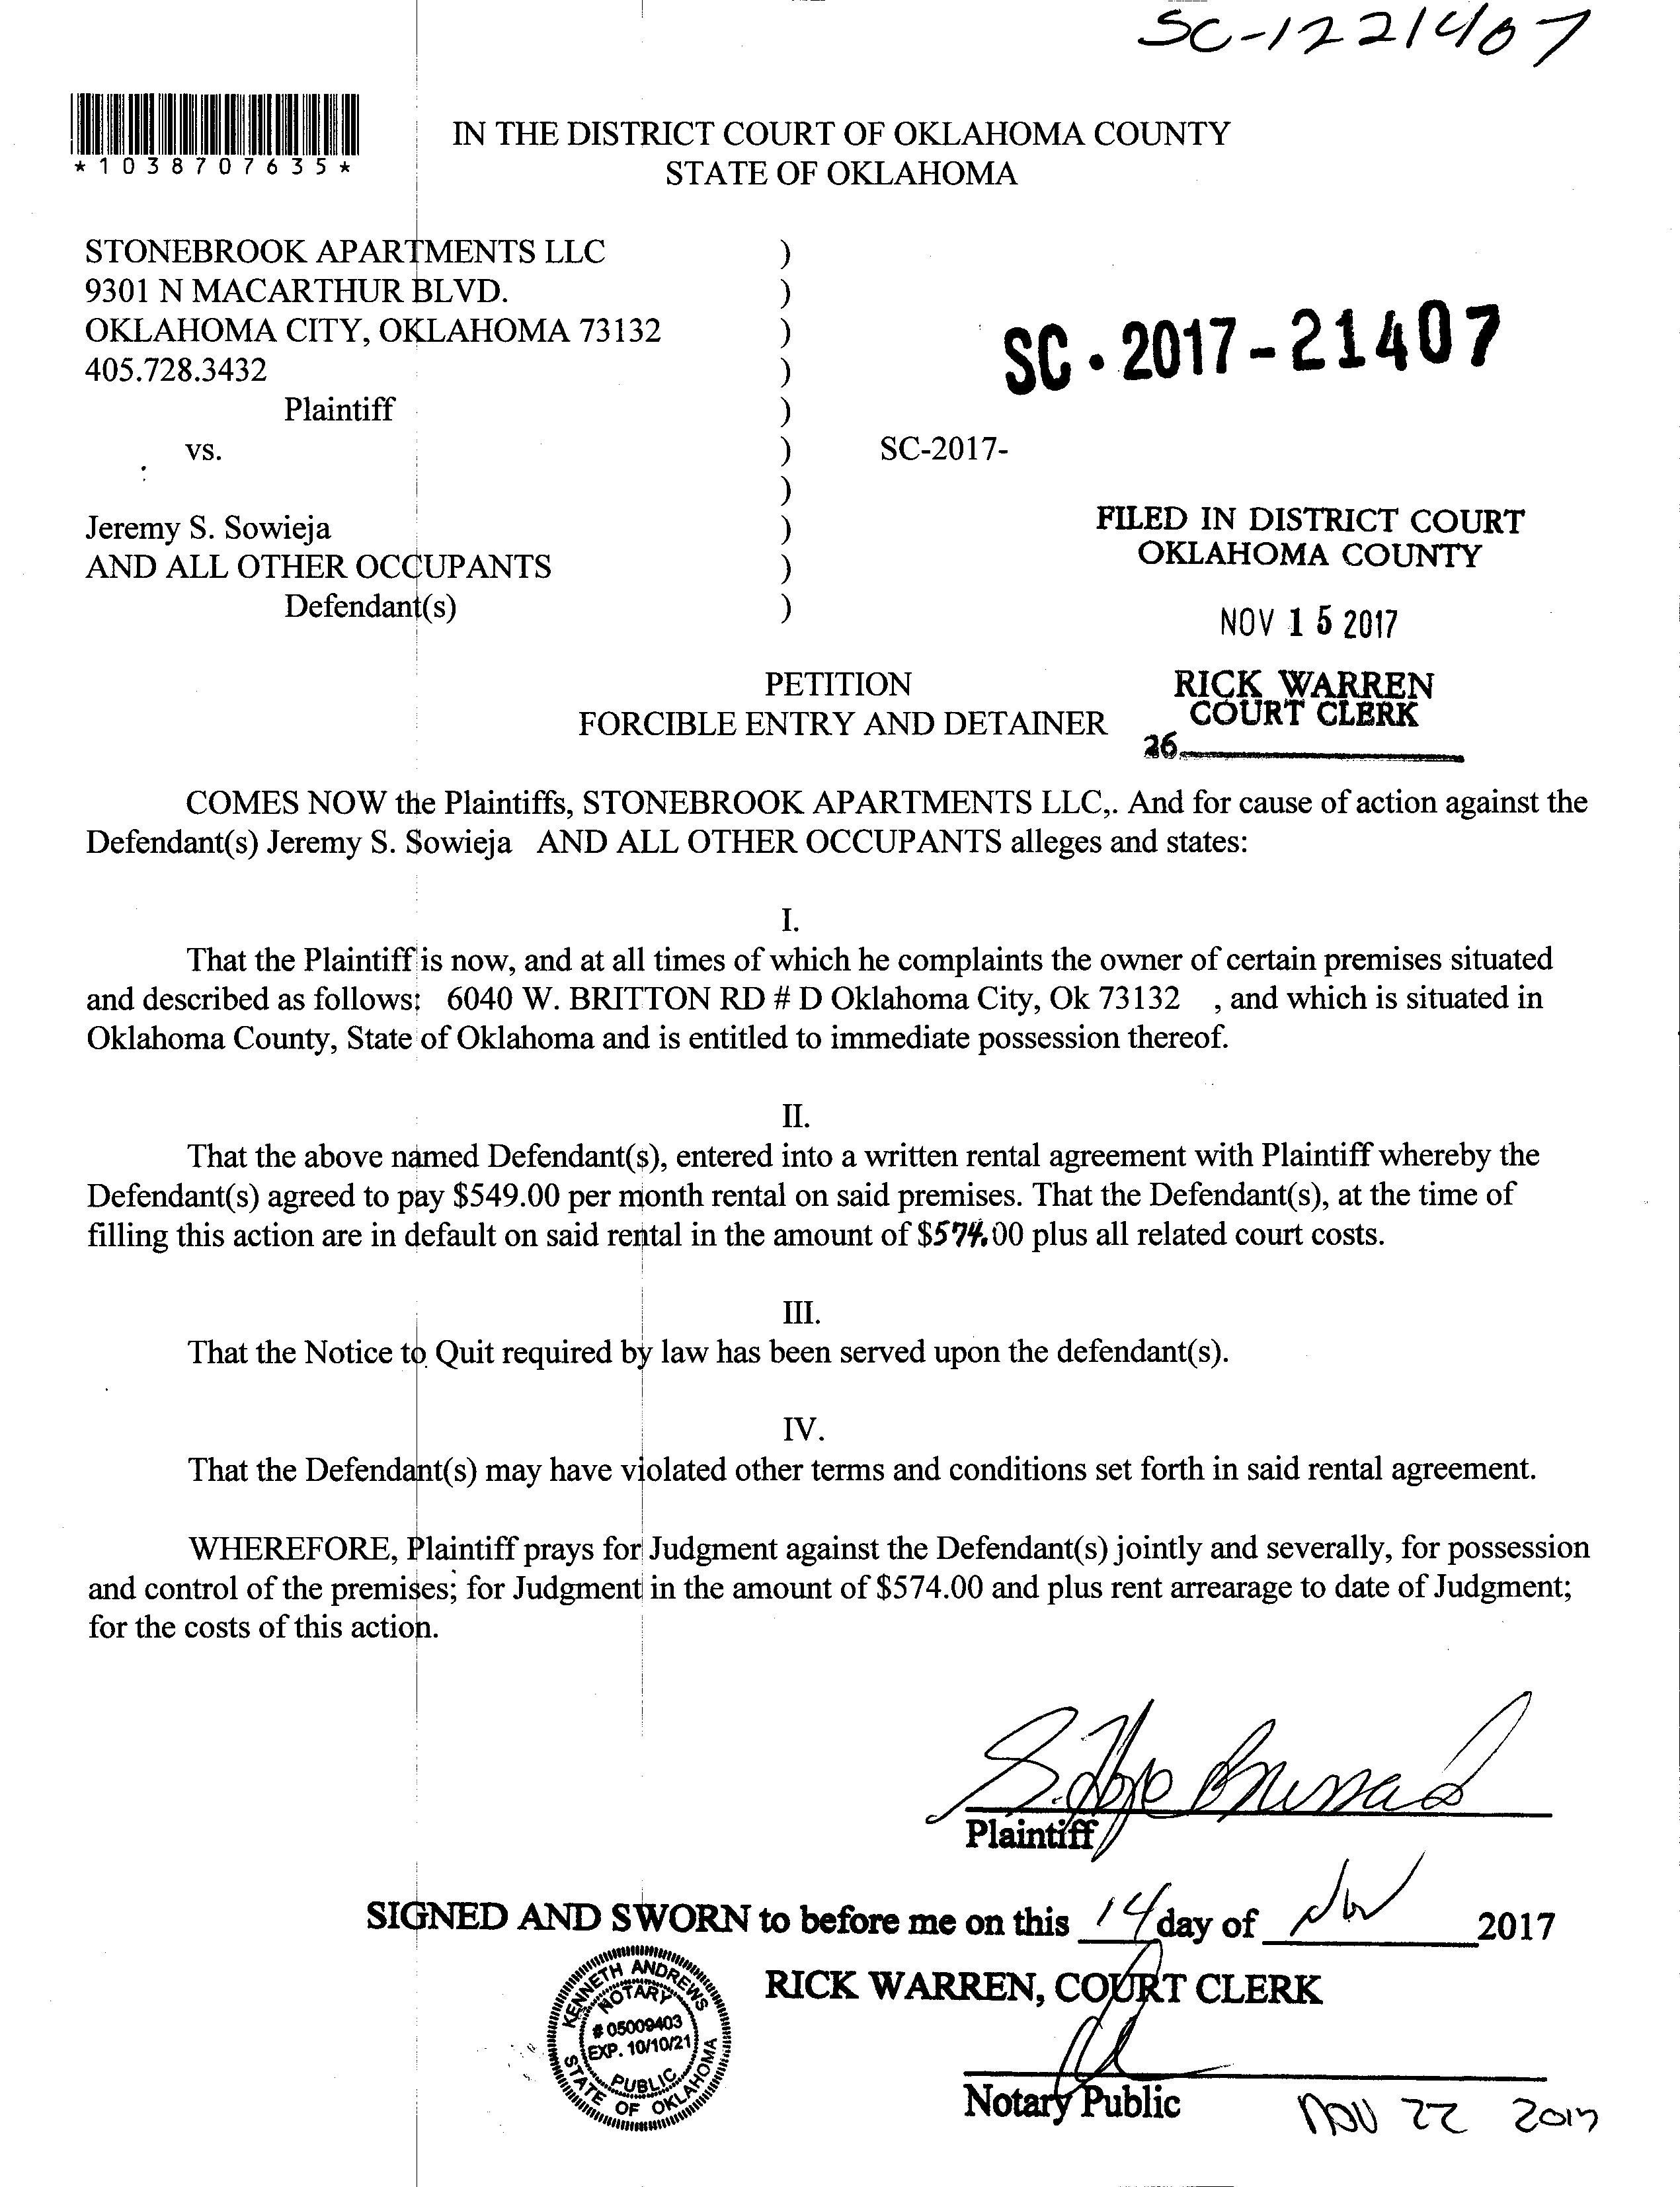 SC-1221407
*1038707635*
IN THE DISTRICT COURT OF OKLAHOMA COUNTY
STATE OF OKLAHOMA
STONEBROOK APARTMENTS LLC )
9301 N MACARTHUR BLVD. )
OKLAHOMA CITY, OKLAHOMA 73132 )
405.728.3432 )
SC-2017-21407
Plaintiff )
vs. ) SC-2017-
)
Jeremy S. Sowieja )
AND ALL OTHER OCCUPANTS )
Defendant(s) )
FILED IN DISTRICT COURT
OKLAHOMA COUNTY
NOV 15 2017
RICK WARREN
COURT CLERK
26
PETITION
FORCIBLE ENTRY AND DETAINER
COMES NOW the Plaintiffs, STONEBROOK APARTMENTS LLC,. And for cause of action against the
Defendant(s) Jeremy S. Sowieja AND ALL OTHER OCCUPANTS alleges and states:
I.
That the Plaintiff is now, and at all times of which he complaints the owner of certain premises situated
and described as follows: 6040 W. BRITTON RD # D Oklahoma City, Ok 73132 , and which is situated in
Oklahoma County, State of Oklahoma and is entitled to immediate possession thereof.
II.
That the above named Defendant(s), entered into a written rental agreement with Plaintiff whereby the
Defendant(s) agreed to pay $549.00 per month rental on said premises. That the Defendant(s), at the time of
filling this action are in default on said rental in the amount of $574.00 plus all related court costs.
III.
That the Notice to Quit required by law has been served upon the defendant(s).
IV.
That the Defendant(s) may have violated other terms and conditions set forth in said rental agreement.
WHEREFORE, Plaintiff prays for Judgment against the Defendant(s) jointly and severally, for possession
and control of the premises; for Judgment in the amount of $574.00 and plus rent arrearage to date of Judgment;
for the costs of this action.
Plaintiff
SIGNED AND SWORN to before me on this 14 day of Nov 2017
RICK WARREN, COURT CLERK
KENNETH ANDREWS
NOTARY
# 05009403
EXP. 10/10/21
PUBLIC
STATE OF OKLAHOMA
Notary Public
NOV 22 2017